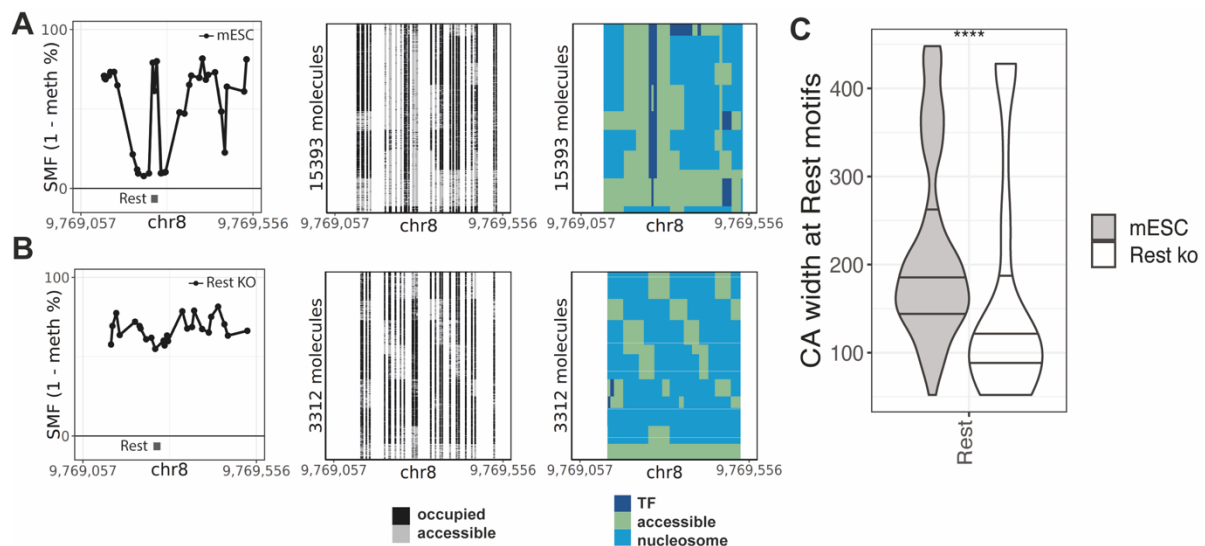 A
100
mESC
SMF (1 - meth %)
0
Rest
9,769,057
chr8
9,769,556
15393 molecules
9,769,057
chr8
9,769,556
15393 molecules
9,769,057
chr8
9,769,556
B
100
Rest KO
SMF (1 - meth %)
0
Rest
9,769,057
chr8
9,769,556
3312 molecules
9,769,057
chr8
9,769,556
3312 molecules
9,769,057
chr8
9,769,556
occupied
accessible
TF
accessible
nucleosome
C
****
CA width at Rest motifs
400
300
200
100
Rest
mESC
Rest ko